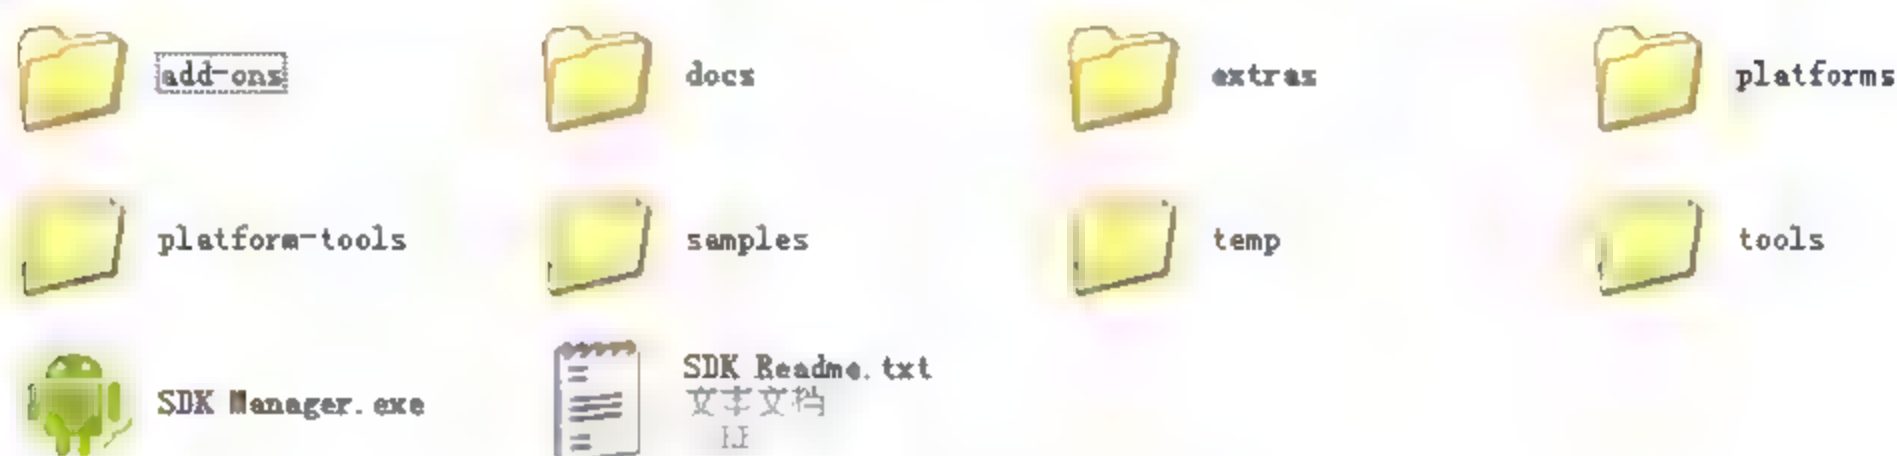 add-ons docs extras platforms
platform-tools samples temp tools
SDK Manager.exe SDK Readme.txt
文本文档